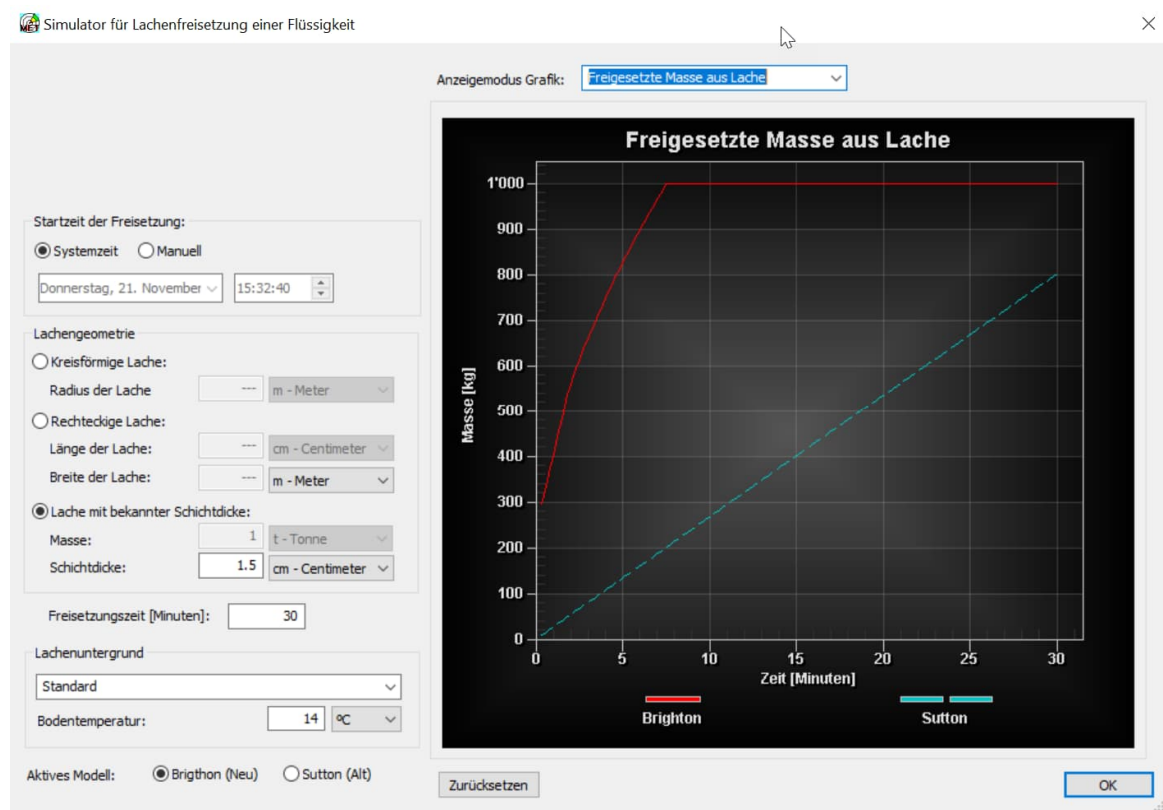 MET
Simulator für Lachenfreisetzung einer Flüssigkeit
Anzeigemodus Grafik: Freigesetzte Masse aus Lache
Startzeit der Freisetzung:
Systemzeit Manuell
Donnerstag, 21. November 15:32:40
Lachengeometrie
Kreisförmige Lache:
Radius der Lache --- m - Meter
Rechteckige Lache:
Länge der Lache: --- cm - Centimeter
Breite der Lache: --- m - Meter
Lache mit bekannter Schichtdicke:
Masse: 1 t - Tonne
Schichtdicke: 1.5 cm - Centimeter
Freisetzungszeit [Minuten]: 30
Lachenuntergrund
Standard
Bodentemperatur: 14 ºC
Aktives Modell: Brigthon (Neu) Sutton (Alt)
Freigesetzte Masse aus Lache
Masse [kg]
1'000
900
800
700
600
500
400
300
200
100
0
0 5 10 15 20 25 30
Zeit [Minuten]
Brighton Sutton
Zurücksetzen OK